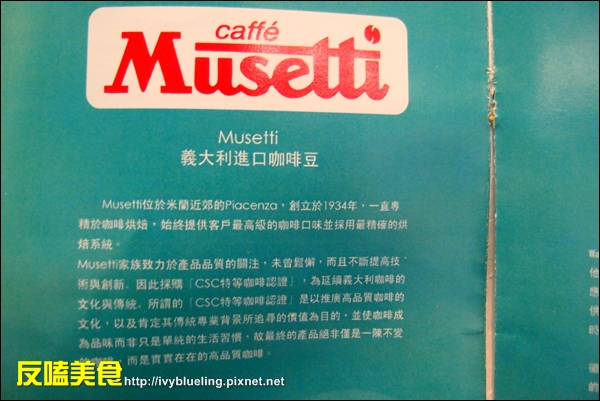 caffé
Musetti
Musetti
義大利進口咖啡豆
Musetti位於米蘭近郊的Piacenza，創立於1934年，一直專
精於咖啡烘焙，始終提供客戶最高級的咖啡口味並採用最精確的烘
焙系統。
Musetti家族致力於產品品質的關注，未曾鬆懈，而且不斷提高技
術與創新。因此採購「CSC特等咖啡認證」，為延續義大利咖啡的
文化與傳統。所謂的「CSC特等咖啡認證」是以推廣高品質咖啡的
文化，以及肯定其傳統專業背景所追尋的價值為目的，並使咖啡成
為品味而非只是單純的生活習慣，故最終的產品絕非僅是一陳不變
的咖啡，而是實實在在的高品質咖啡。
Wa
他
應
供
時
徽
反嗑美食
http://ivyblueling.pixnet.net